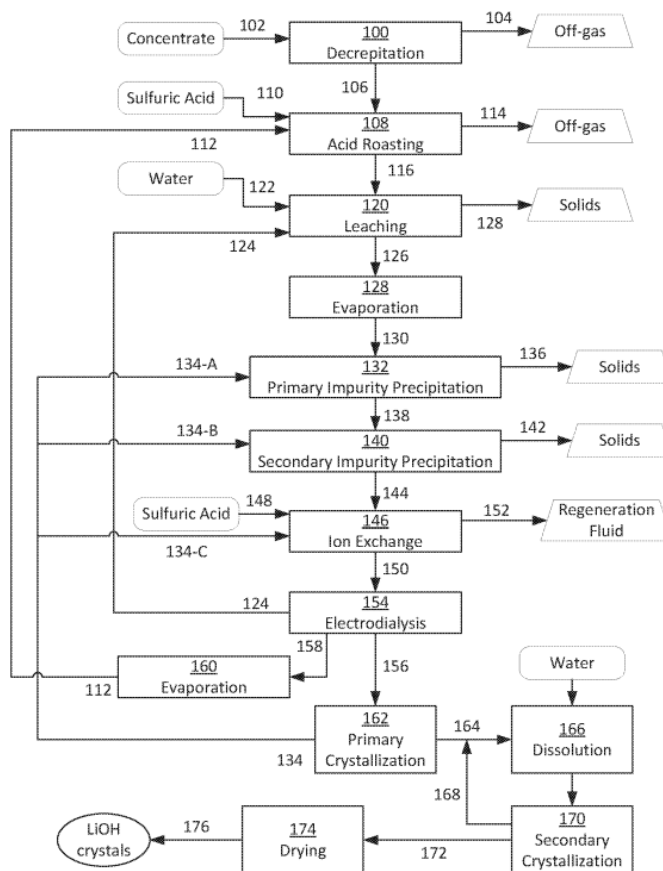 Concentrate
102
100
Decrepitation
104
Off-gas
106
Sulfuric Acid
110
112
108
Acid Roasting
114
Off-gas
116
Water
122
124
120
Leaching
128
Solids
126
128
Evaporation
130
134-A
132
Primary Impurity Precipitation
136
Solids
138
134-B
140
Secondary Impurity Precipitation
142
Solids
144
Sulfuric Acid
148
134-C
146
Ion Exchange
152
Regeneration
Fluid
150
124
154
Electrodialysis
158
156
112
160
Evaporation
Water
134
162
Primary
Crystallization
164
166
Dissolution
168
LiOH
crystals
176
174
Drying
172
170
Secondary
Crystallization